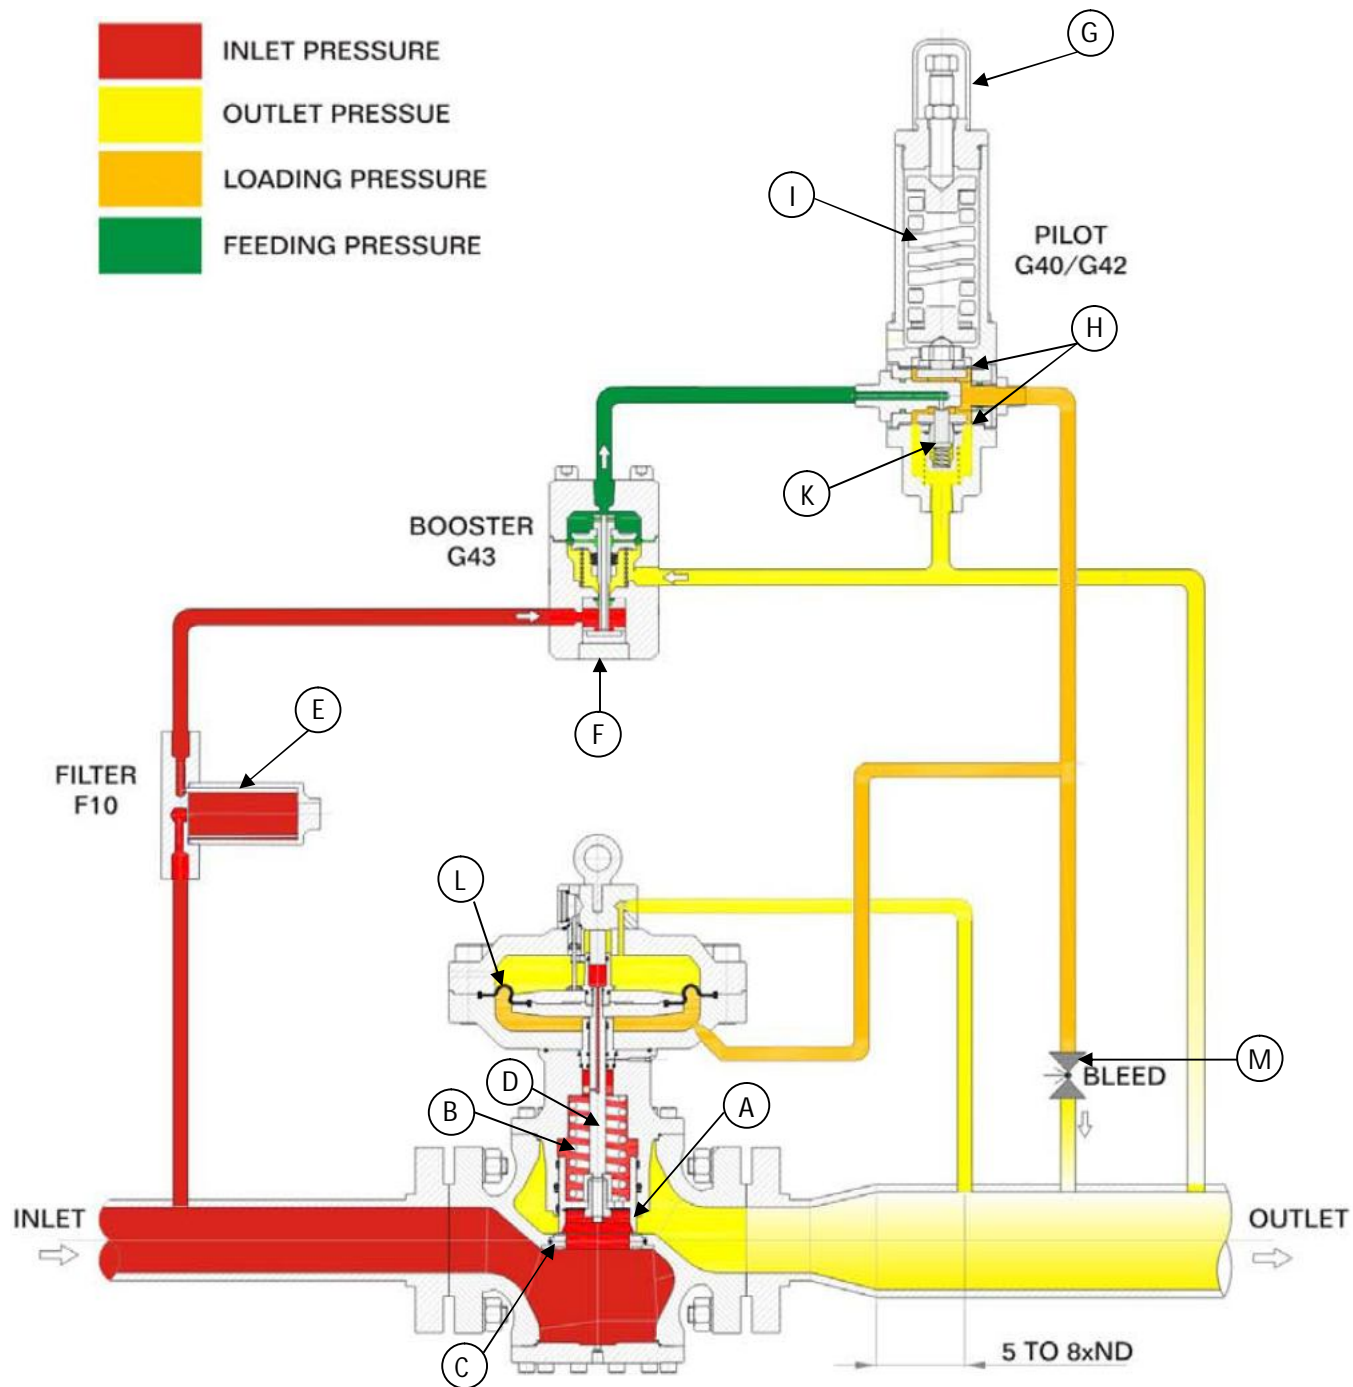 INLET PRESSURE
OUTLET PRESSUE
LOADING PRESSURE
FEEDING PRESSURE
G
I
PILOT
G40/G42
H
K
BOOSTER
G43
E
F
FILTER
F10
L
D
B
A
M
BLEED
INLET
OUTLET
C
5 TO 8xND